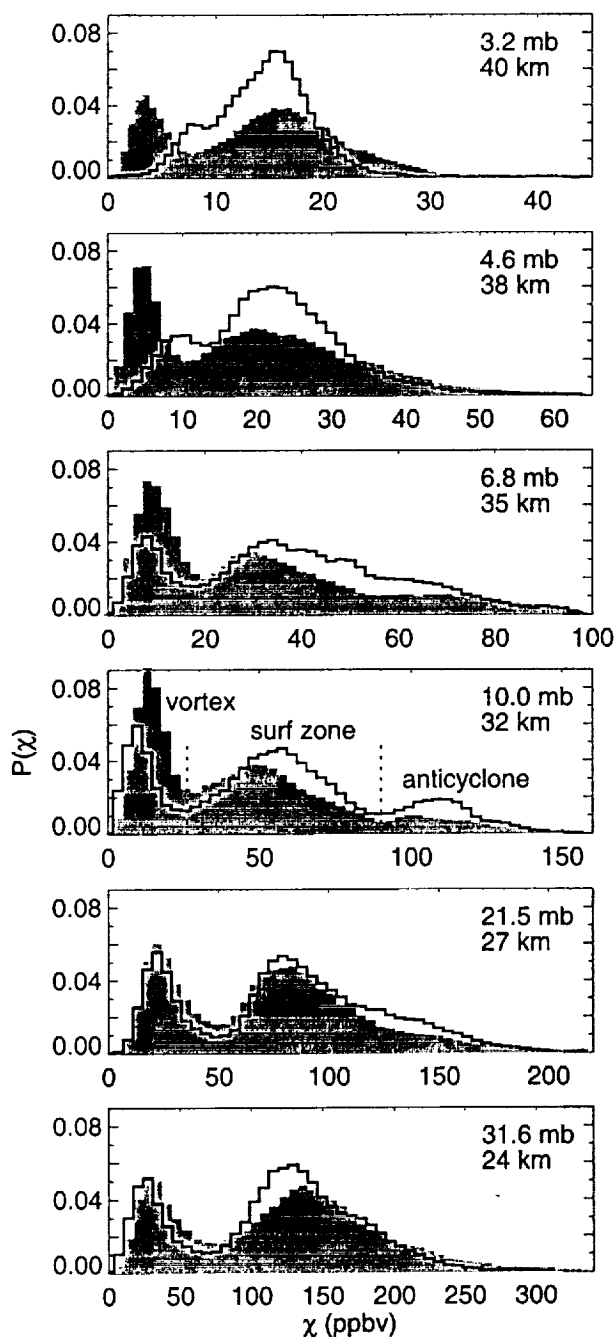 0.08
0.04
0.00
3.2 mb
40 km
0 10 20 30 40
0.08
0.04
0.00
4.6 mb
38 km
0 10 20 30 40 50 60
0.08
0.04
0.00
6.8 mb
35 km
0 20 40 60 80 100
P(χ)
0.08
0.04
0.00
vortex
surf zone
anticyclone
10.0 mb
32 km
0 50 100 150
0.08
0.04
0.00
21.5 mb
27 km
0 50 100 150 200
0.08
0.04
0.00
31.6 mb
24 km
0 50 100 150 200 250 300
χ (ppbv)